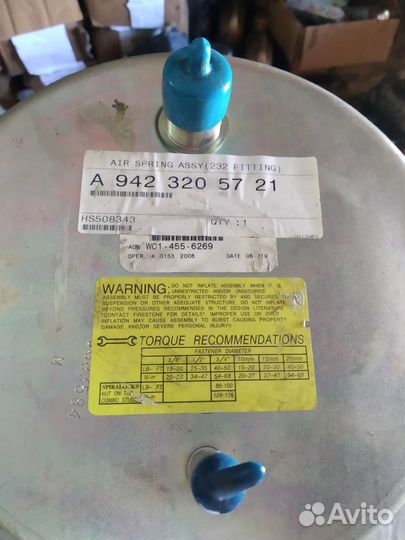 AIR SPRING ASSY(232 FITTING)
A 942 320 57 21
HS508343 QTY :1
AON W01-455-6269
OPER. 4 0153 2006 DATE 06/19
WARNING. DO NOT INFLATE ASSEMBLY WHEN IT IS
UNRESTRICTED AND/OR UNSECURED.
ASSEMBLY MUST BE PROPERLY RESTRICTED BY
SUSPENSION OR OTHER ADEQUATE STRUCTURE. DO NOT INFLATE
BEYOND PRESSURES RECOMMENDED IN THE DESIGN LITERATURE
"CONTACT FIRESTONE FOR DETAILS". IMPROPER USE OR OVER
INFLATION MAY CAUSE ASSEMBLY TO BURST CAUSING PROPERTY
DAMAGE AND/OR SEVERE PERSONAL INJURY!
TORQUE RECOMMENDATIONS
FASTENER DIAMETER
3/8" 1/2" 3/4" 10mm 12mm 20mm
LB- FT 15-20 25-35 40-50 15-20 20-30 40-50
N-m 20-27 34-47 54-68 20-27 27-41 54-68
SPIRALOCK® LB- FT 80-100
NUT ON
COMBO STUD N-m 108-136
Avito